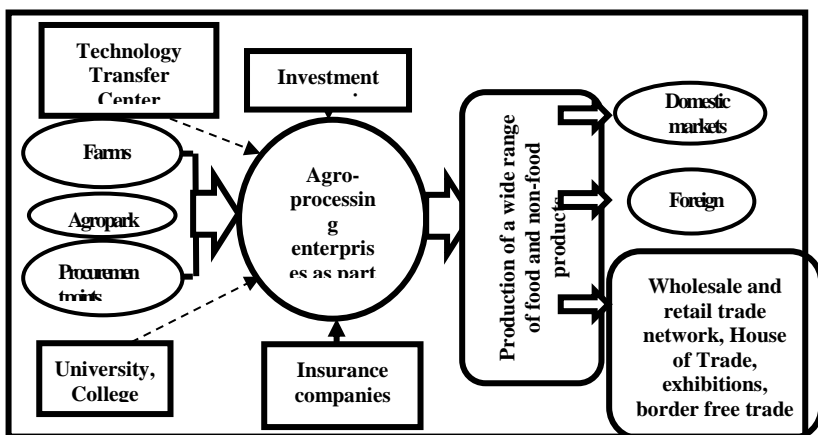 Technology
Transfer
Center
Investment
Farms
Agropark
Procuremen
t points
University,
College
Agro-
processin
g
enterpris
es as part
Insurance
companies
Production of a wide range
of food and non-food
products
Domestic
markets
Foreign
Wholesale and
retail trade
network, House
of Trade,
exhibitions,
border free trade